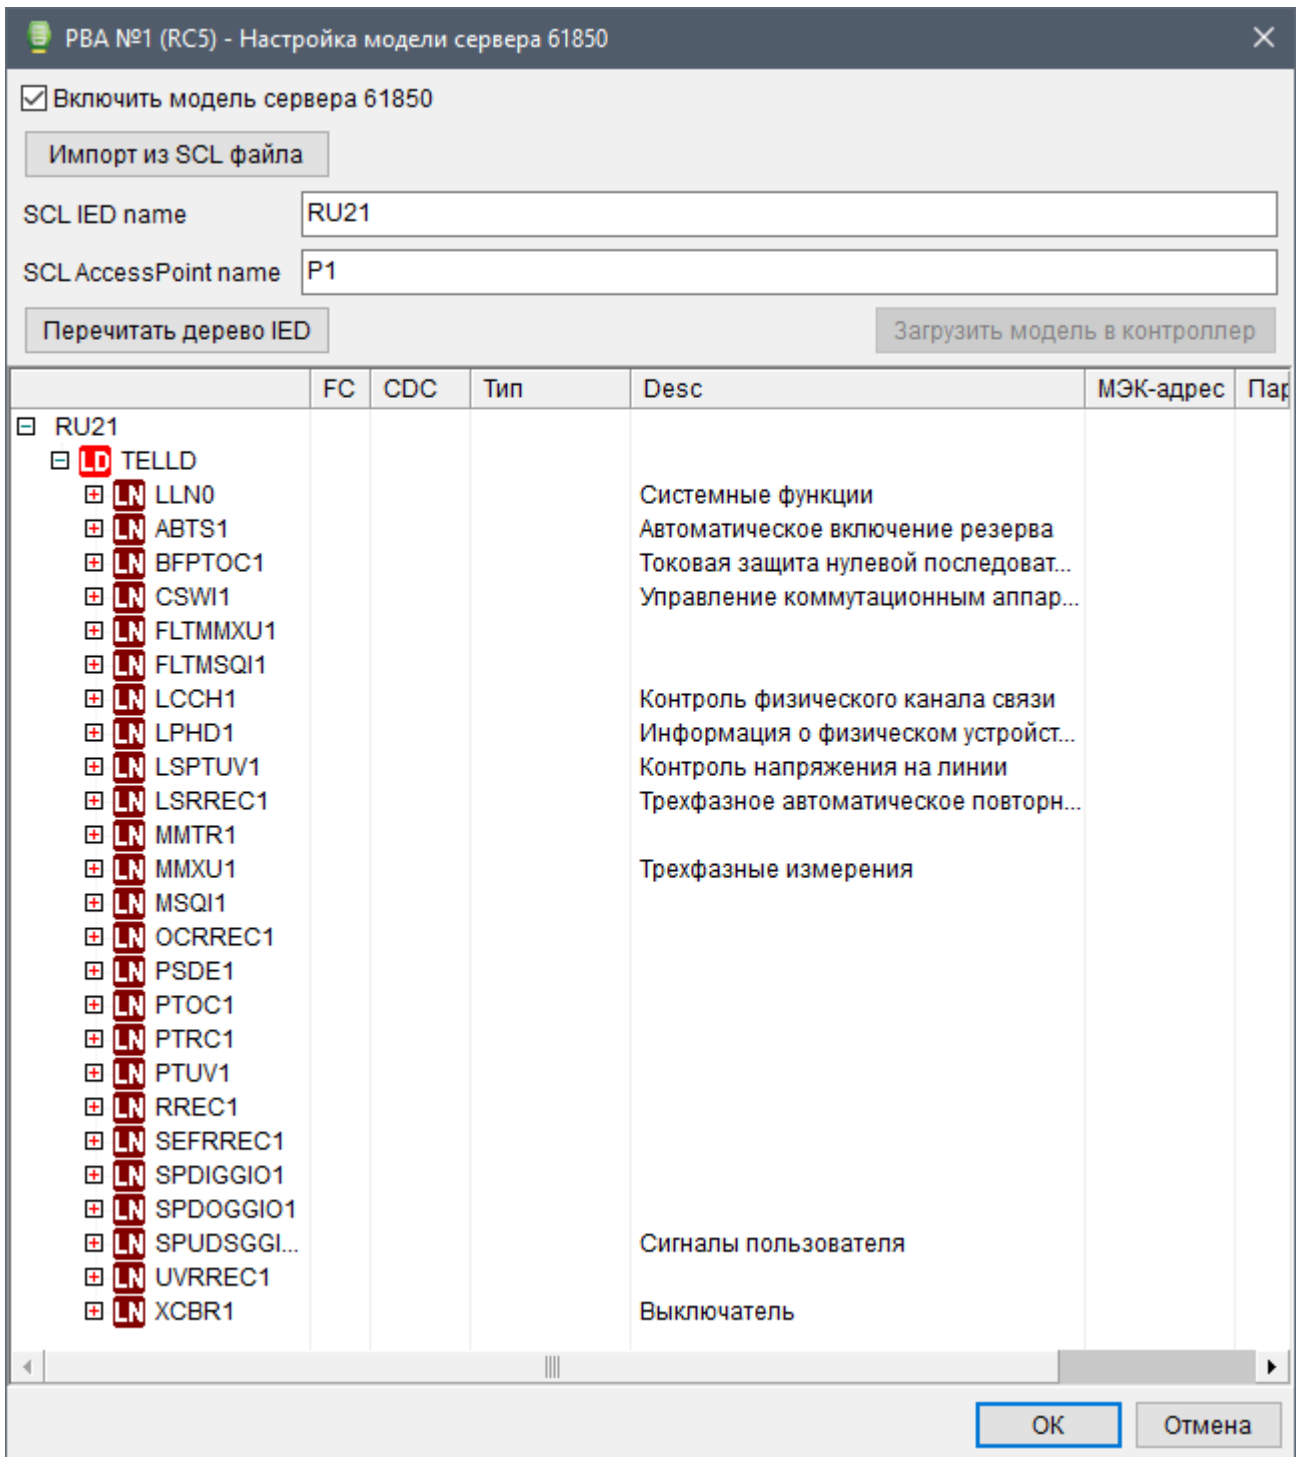 РВА №1 (RC5) - Настройка модели сервера 61850
Включить модель сервера 61850
Импорт из SCL файла
SCL IED name RU21
SCL AccessPoint name P1
Перечитать дерево IED Загрузить модель в контроллер
FC CDC Тип Desc МЭК-адрес Пар
RU21
LD TELLD
LN LLN0 Системные функции
LN ABTS1 Автоматическое включение резерва
LN BFPTOC1 Токовая защита нулевой последоват...
LN CSWI1 Управление коммутационным аппар...
LN FLTMMXU1
LN FLTMSQI1
LN LCCH1 Контроль физического канала связи
LN LPHD1 Информация о физическом устройст...
LN LSPTUV1 Контроль напряжения на линии
LN LSRREC1 Трехфазное автоматическое повторн...
LN MMTR1
LN MMXU1 Трехфазные измерения
LN MSQI1
LN OCRREC1
LN PSDE1
LN PTOC1
LN PTRC1
LN PTUV1
LN RREC1
LN SEFRREC1
LN SPDIGGIO1
LN SPDOGGIO1
LN SPUDSGGI... Сигналы пользователя
LN UVRREC1
LN XCBR1 Выключатель
ОК Отмена